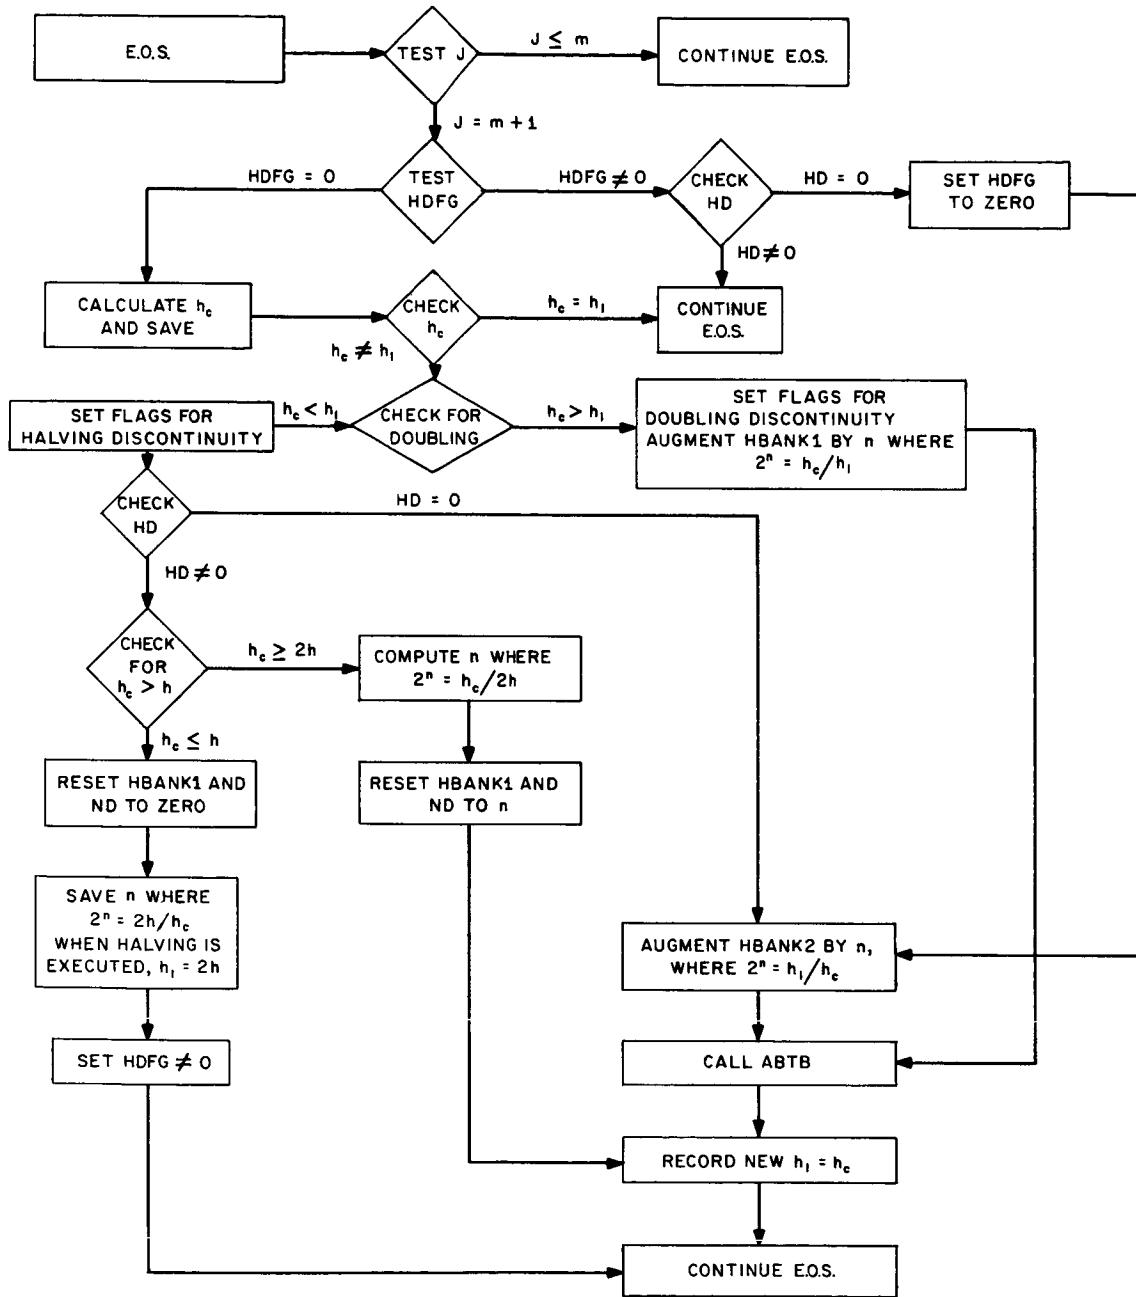 E.O.S.
TEST J
J ≤ m
CONTINUE E.O.S.
J = m + 1
HDFG = 0
TEST
HDFG
HDFG ≠ 0
CHECK
HD
HD = 0
SET HDFG
TO ZERO
HD ≠ 0
CALCULATE h_c
AND SAVE
CHECK
h_c
h_c = h_1
CONTINUE
E.O.S.
h_c ≠ h_1
SET FLAGS FOR
HALVING DISCONTINUITY
h_c < h_1
CHECK FOR
DOUBLING
h_c > h_1
SET FLAGS FOR
DOUBLING DISCONTINUITY
AUGMENT HBANK1 BY n WHERE
2^n = h_c/h_1
CHECK
HD
HD = 0
HD ≠ 0
CHECK
FOR
h_c > h
h_c ≥ 2h
COMPUTE n WHERE
2^n = h_c/2h
h_c ≤ h
RESET HBANK1 AND
ND TO ZERO
RESET HBANK1 AND
ND TO n
SAVE n WHERE
2^n = 2h/h_c
WHEN HALVING IS
EXECUTED, h_1 = 2h
AUGMENT HBANK2 BY n,
WHERE 2^n = h_1/h_c
SET HDFG ≠ 0
CALL ABTB
RECORD NEW h_1 = h_c
CONTINUE E.O.S.